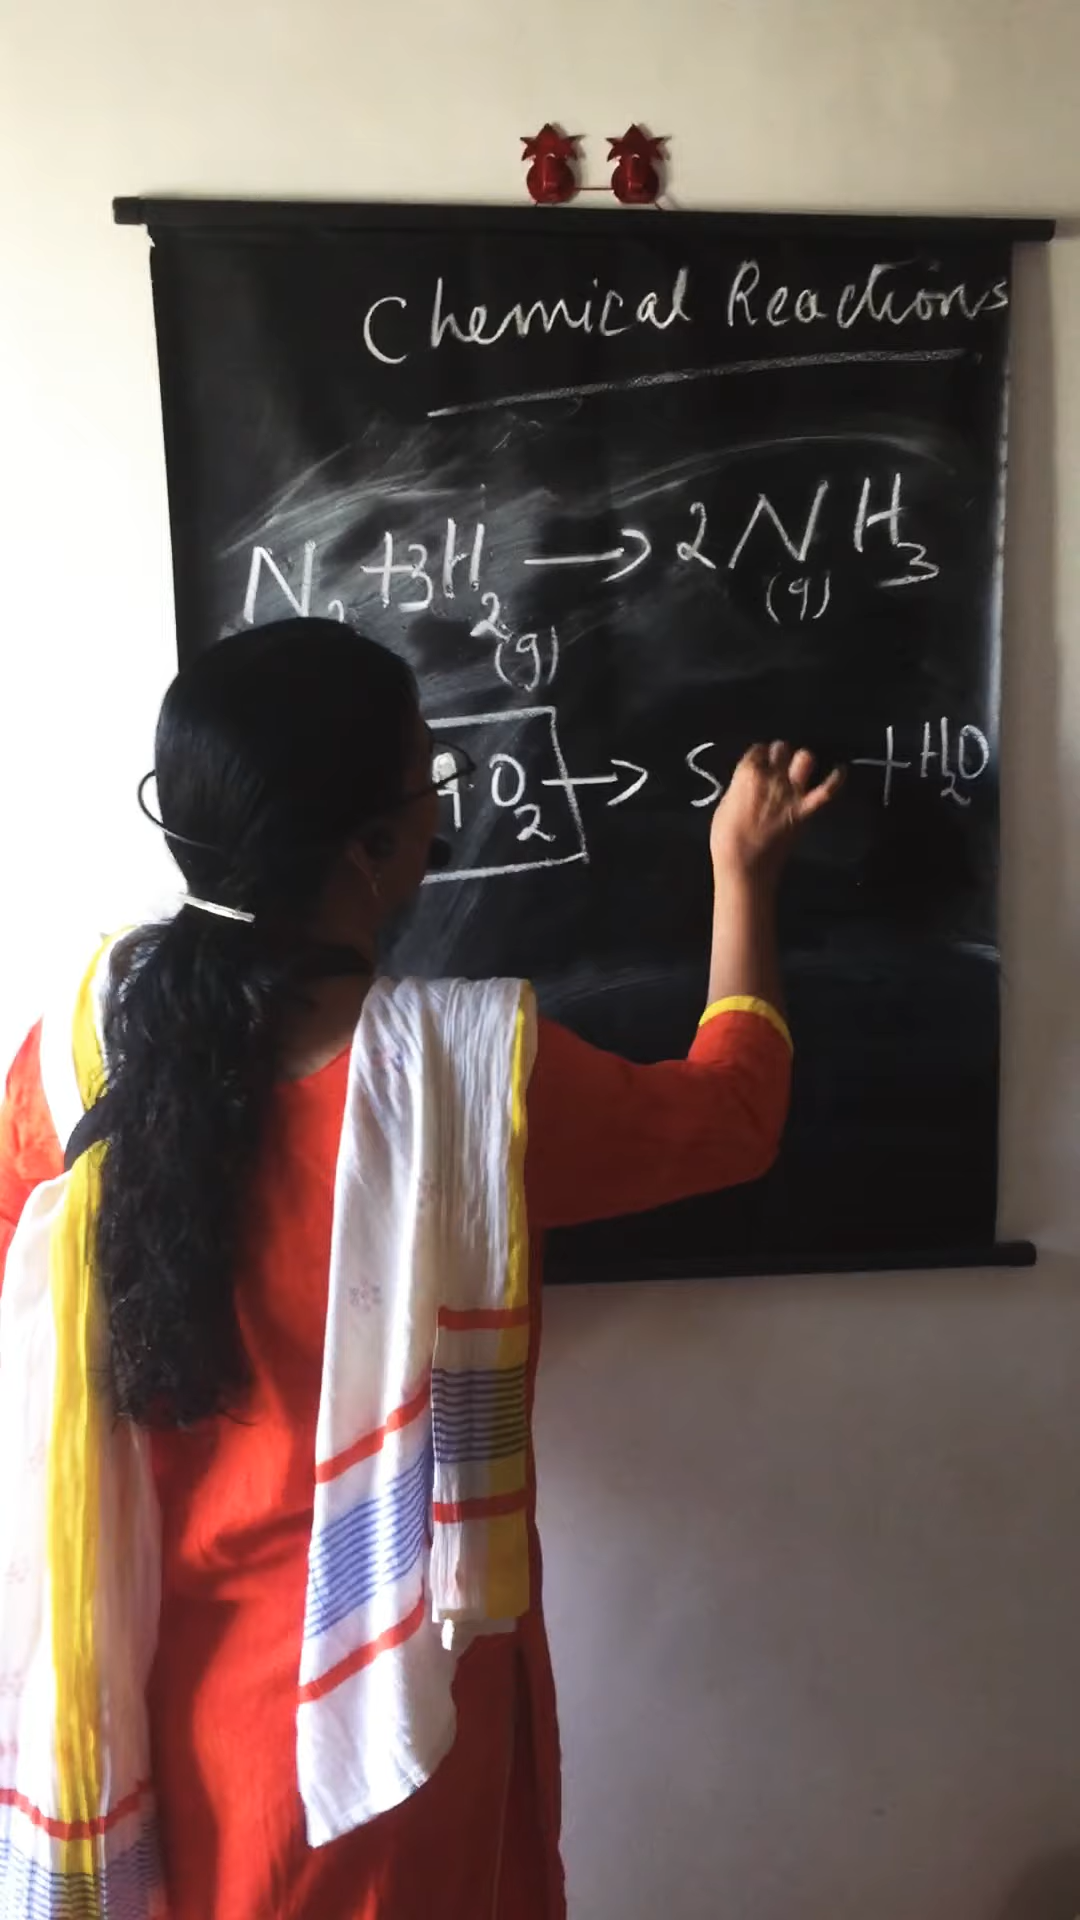 Chemical Reactions
N₂ +3H₂ (g) → 2NH₃ (g)
O₂ → S +H₂O